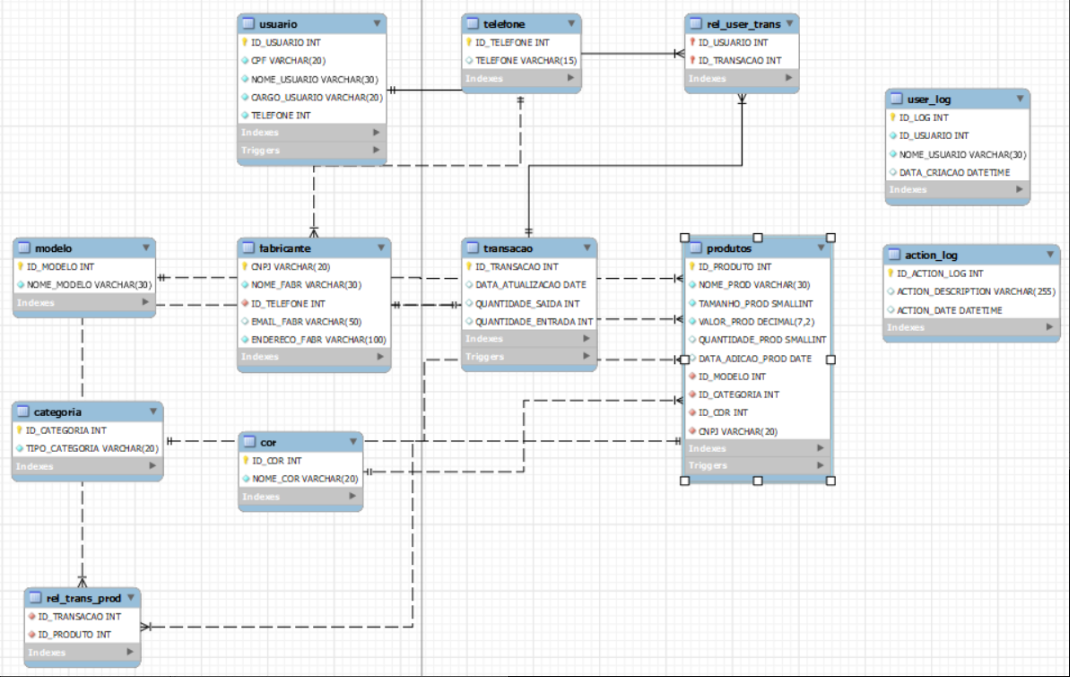 usuario
ID_USUARIO INT
CPF VARCHAR(20)
NOME_USUARIO VARCHAR(30)
CARGO_USUARIO VARCHAR(20)
TELEFONE INT
Indexes
Triggers
telefone
ID_TELEFONE INT
TELEFONE VARCHAR(15)
Indexes
rel_user_trans
ID_USUARIO INT
ID_TRANSACAO INT
Indexes
user_log
ID_LOG INT
ID_USUARIO INT
NOME_USUARIO VARCHAR(30)
DATA_CRIACAO DATETIME
Indexes
modelo
ID_MODELO INT
NOME_MODELO VARCHAR(30)
Indexes
fabricante
CNPJ VARCHAR(20)
NOME_FABR VARCHAR(30)
ID_TELEFONE INT
EMAIL_FABR VARCHAR(50)
ENDERECO_FABR VARCHAR(100)
Indexes
transacao
ID_TRANSACAO INT
DATA_ATUALIZACAO DATE
QUANTIDADE_SAIDA INT
QUANTIDADE_ENTRADA INT
Indexes
Triggers
produtos
ID_PRODUTO INT
NOME_PROD VARCHAR(30)
TAMANHO_PROD SMALLINT
VALOR_PROD DECIMAL(7,2)
QUANTIDADE_PROD SMALLINT
DATA_ADICAO_PROD DATE
ID_MODELO INT
ID_CATEGORIA INT
ID_COR INT
CNPJ VARCHAR(20)
Indexes
Triggers
action_log
ID_ACTION_LOG INT
ACTION_DESCRIPTION VARCHAR(255)
ACTION_DATE DATETIME
Indexes
categoria
ID_CATEGORIA INT
TIPO_CATEGORIA VARCHAR(20)
Indexes
cor
ID_COR INT
NOME_COR VARCHAR(20)
Indexes
rel_trans_prod
ID_TRANSACAO INT
ID_PRODUTO INT
Indexes